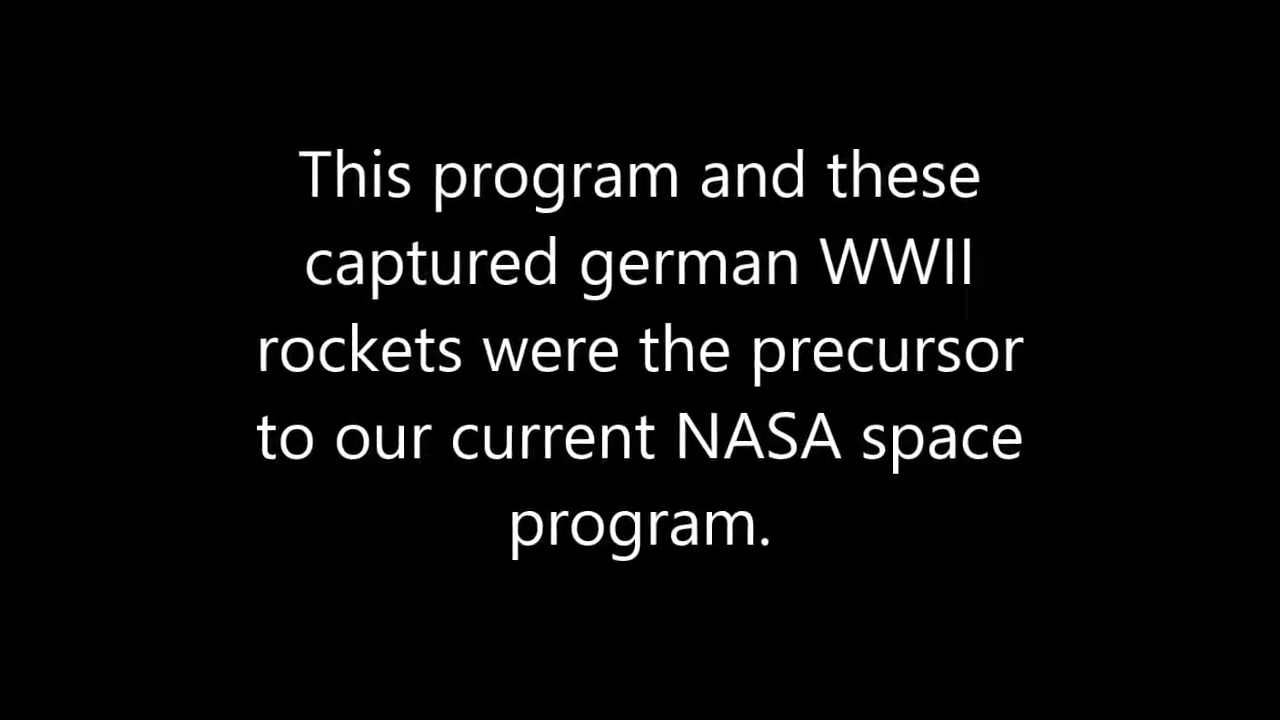 This program and these
captured german WWII
rockets were the precursor
to our current NASA space
program.